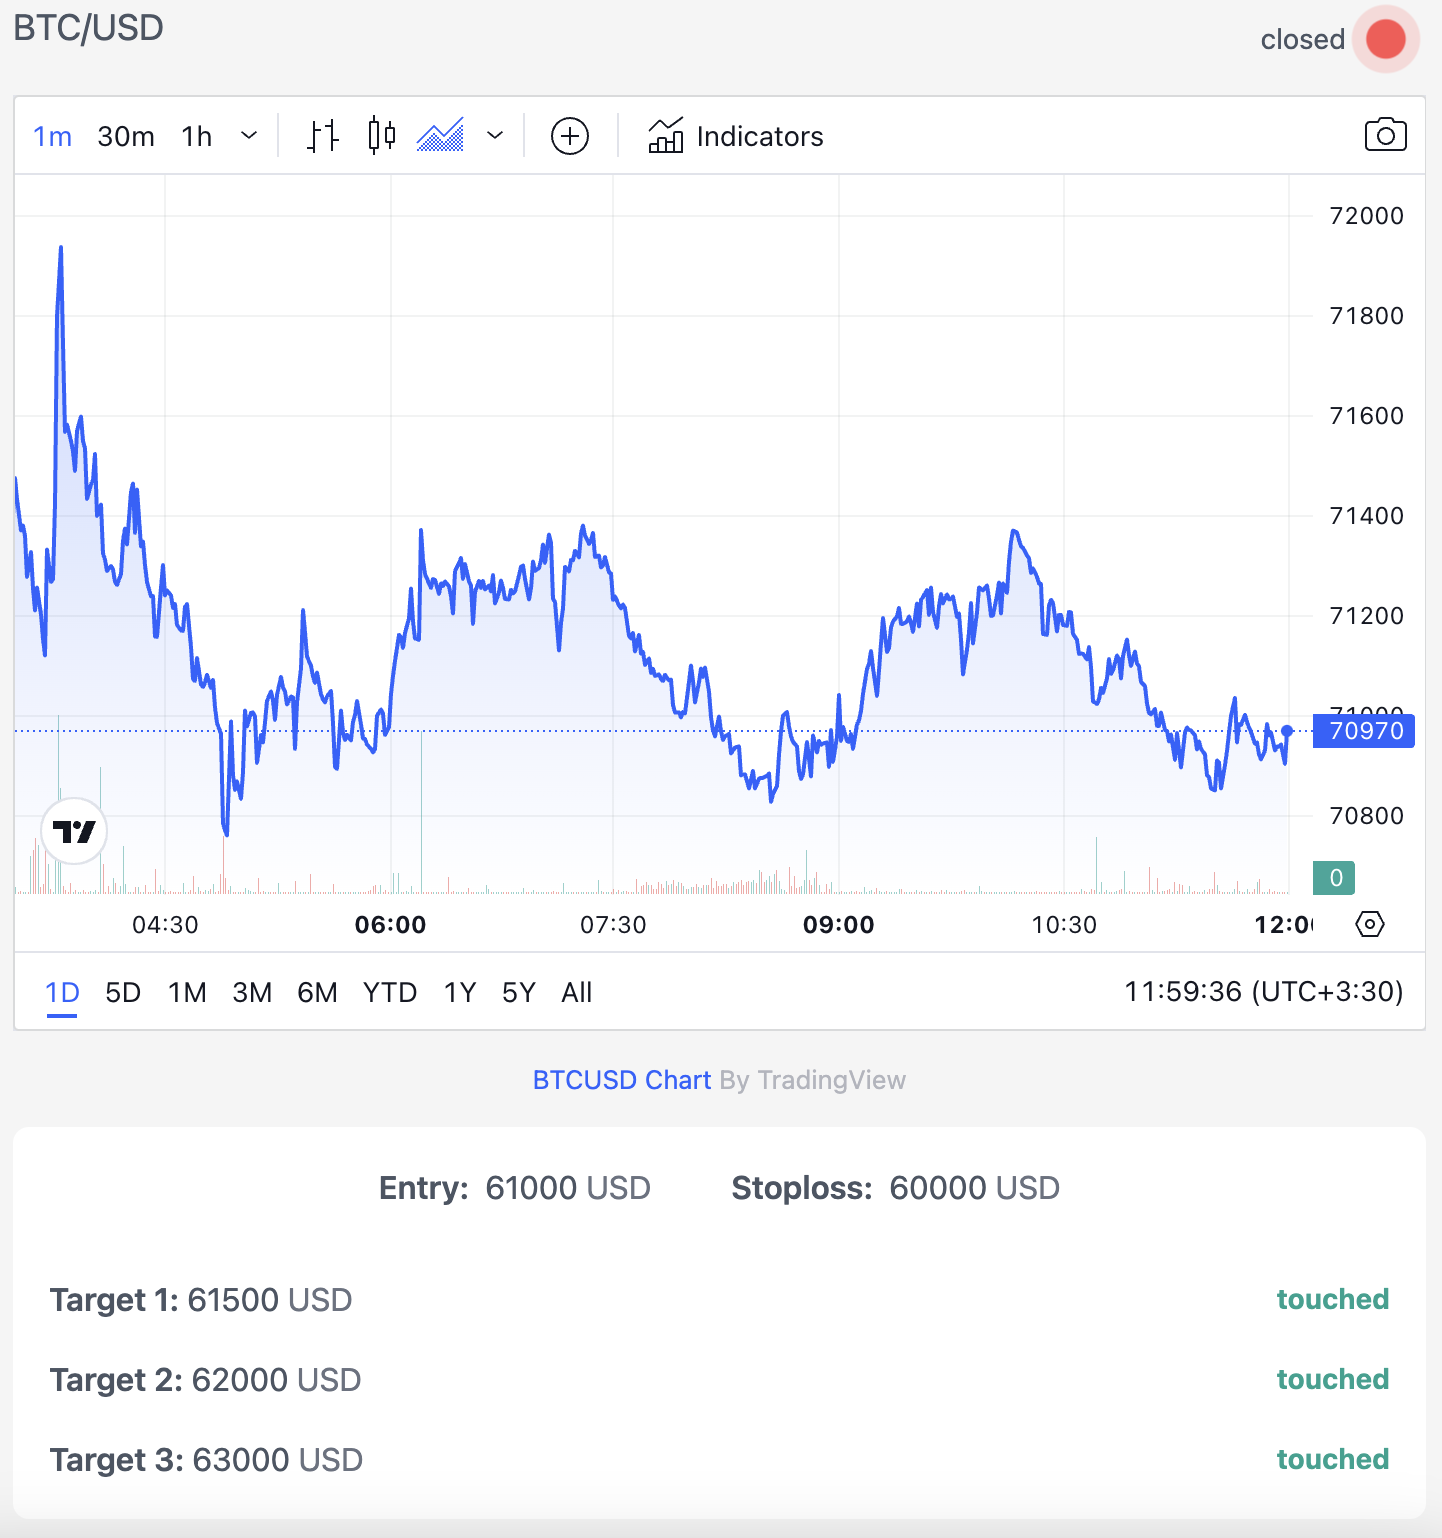 BTC/USD
closed
1m 30m 1h Indicators
72000
71800
71600
71400
71200
71000
70970
70800
0
04:30 06:00 07:30 09:00 10:30 12:0
1D 5D 1M 3M 6M YTD 1Y 5Y All 11:59:36 (UTC+3:30)
BTCUSD Chart By TradingView
Entry: 61000 USD Stoploss: 60000 USD
Target 1: 61500 USD touched
Target 2: 62000 USD touched
Target 3: 63000 USD touched